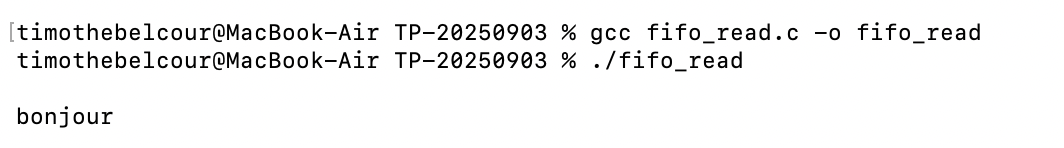 [timothebelcour@MacBook-Air TP-20250903 % gcc fifo_read.c -o fifo_read
timothebelcour@MacBook-Air TP-20250903 % ./fifo_read
bonjour